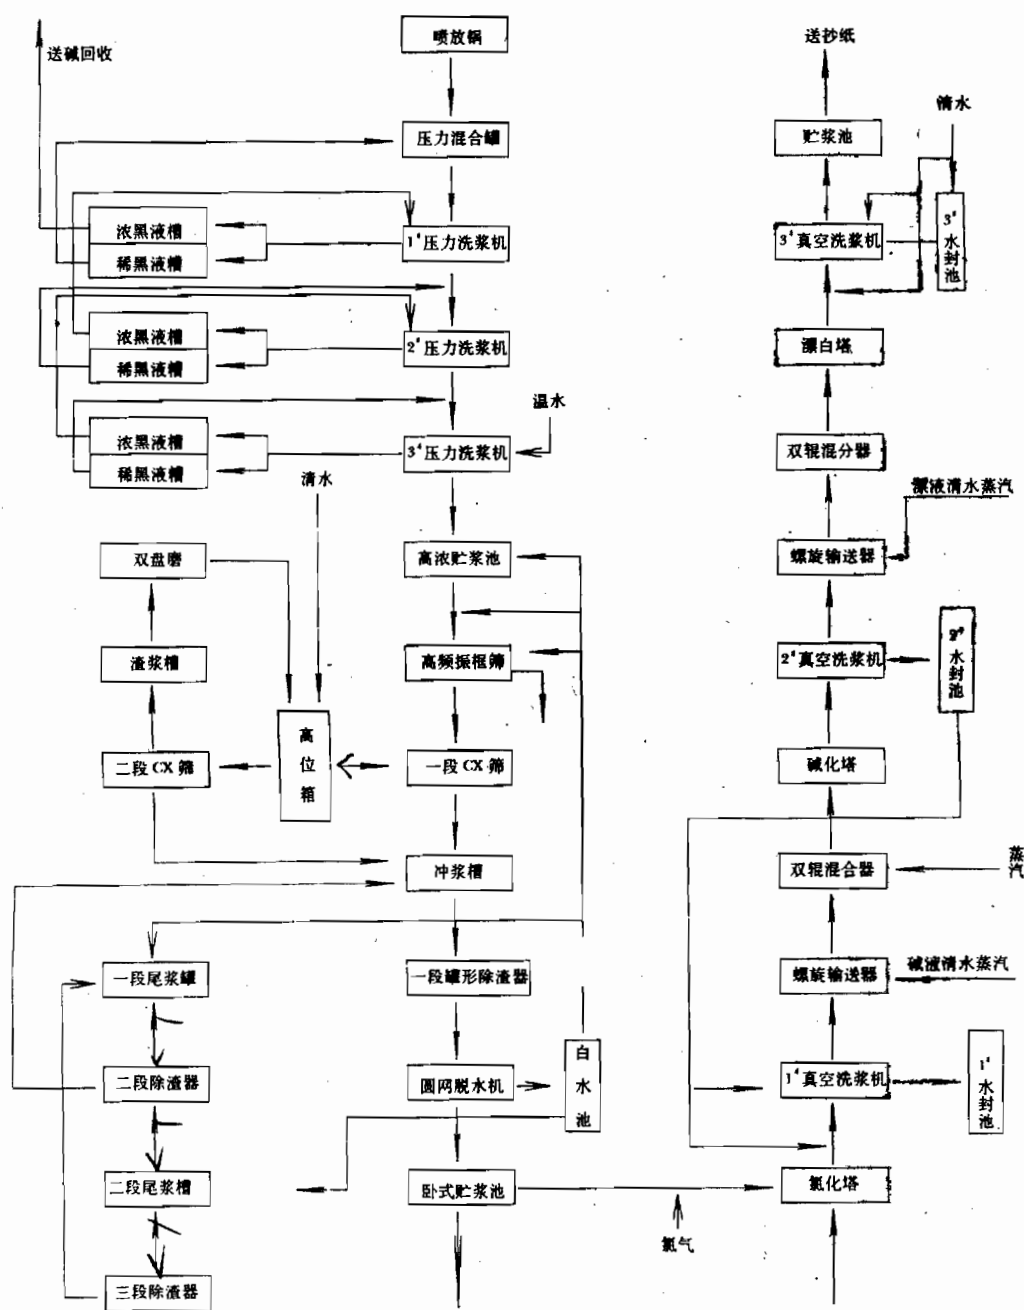 送碱回收
喷放锅
压力混合罐
浓黑液槽
稀黑液槽
1#压力洗浆机
浓黑液槽
稀黑液槽
2#压力洗浆机
温水
浓黑液槽
稀黑液槽
3#压力洗浆机
清水
双盘磨
高浓贮浆池
渣浆槽
高频振框筛
二段CX筛
高位箱
一段CX筛
冲浆槽
一段尾浆罐
一段罐形除渣器
二段除渣器
圆网脱水机
白水池
二段尾浆槽
卧式贮浆池
三段除渣器
氯气
送抄纸
清水
贮浆池
3#真空洗浆机
3#水封池
漂白塔
双辊混分器
漂液清水蒸汽
螺旋输送器
2#真空洗浆机
2#水封池
碱化塔
双辊混合器
蒸汽
螺旋输送器
碱液清水蒸汽
1#真空洗浆机
1#水封池
氯化塔